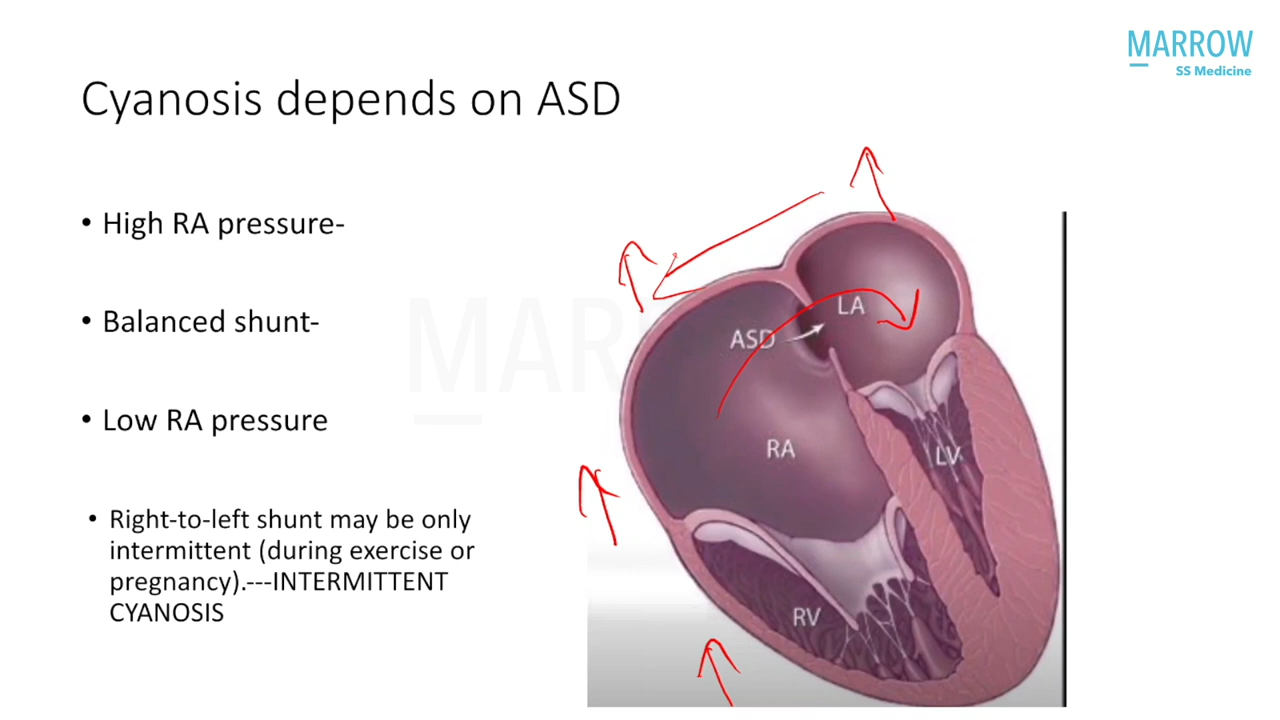 MARROW
SS Medicine
Cyanosis depends on ASD
• High RA pressure-
• Balanced shunt-
• Low RA pressure
• Right-to-left shunt may be only
intermittent (during exercise or
pregnancy).---INTERMITTENT
CYANOSIS
LA
ASD
RA
LV
RV
MAR